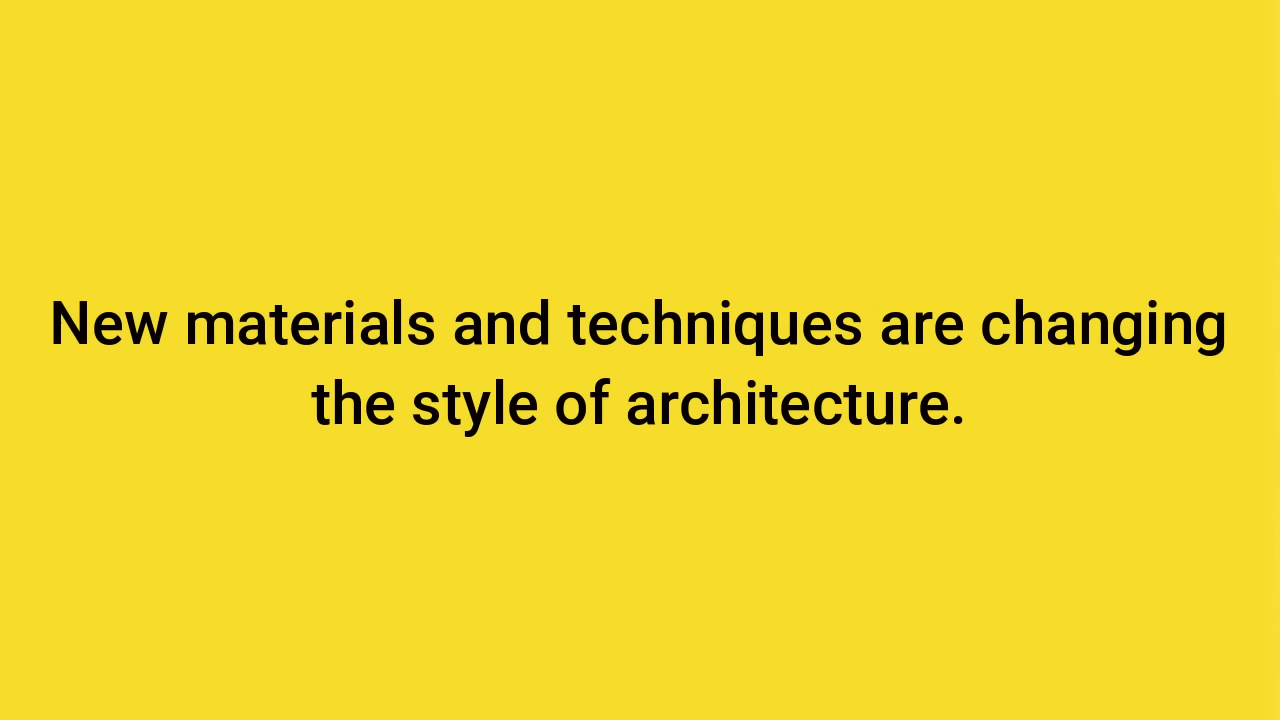 New materials and techniques are changing
the style of architecture.